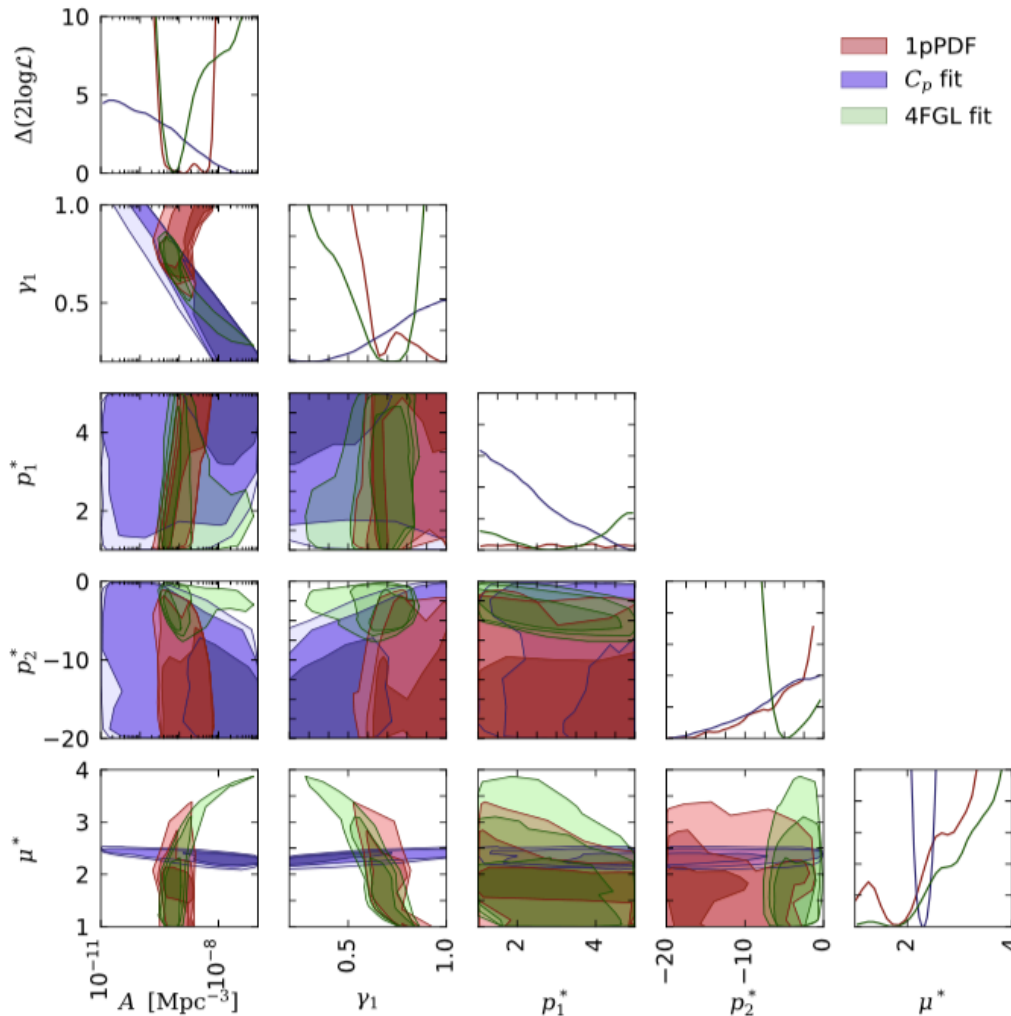 10
Δ(2logℒ)
5
0
1pPDF
C_p fit
4FGL fit
1.0
γ₁
0.5
4
p₁*
2
0
p₂*
−10
−20
4
μ*
3
2
1
10⁻¹¹ 10⁻⁸ 0.5 1.0 2 4 −20 −10 0 2 4
A [Mpc⁻³] γ₁ p₁* p₂* μ*